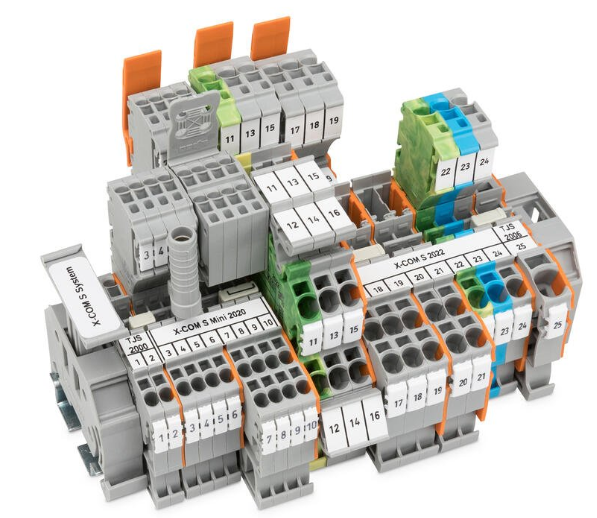 11 13 15 17 18 19
22 23 24
11 13 15 9
12 14 16
3 4
X-COM S System
X-COM S 2022
TJS
2005
18 19 20 21 22 23 24 25
X-COM S Mini 2020
TJS
2000
1 2 3 4 5 6 7 8 9 10
11 13 15
23 24 25
1 2 3 4 5 6
7 8 9 10
12 14 16
17 18 19
20 21